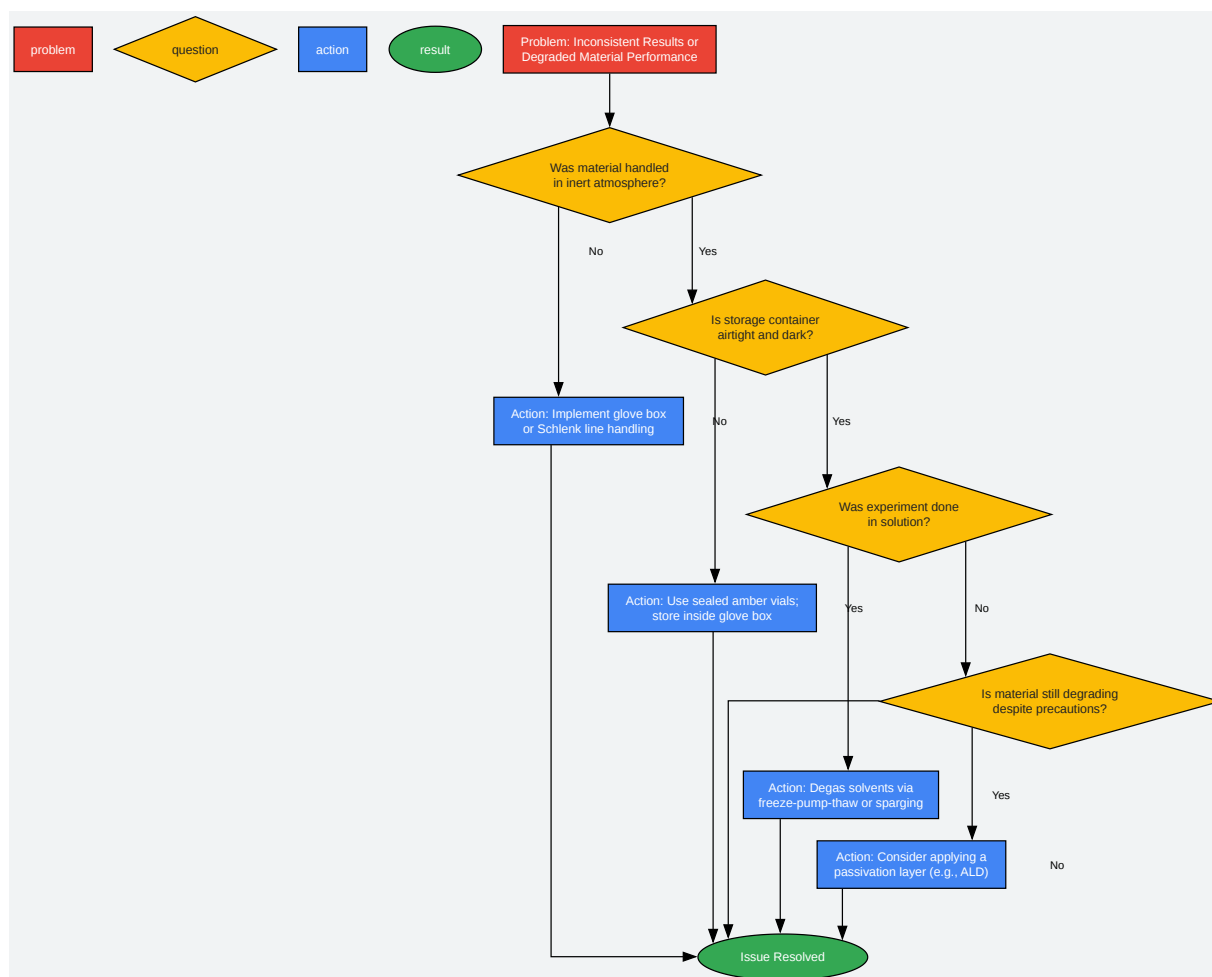 problem
question
action
result
Problem: Inconsistent Results or
Degraded Material Performance
Was material handled
in inert atmosphere?
No
Yes
Is storage container
airtight and dark?
Action: Implement glove box
or Schlenk line handling
No
Yes
Was experiment done
in solution?
Action: Use sealed amber vials;
store inside glove box
Yes
No
Is material still degrading
despite precautions?
Action: Degas solvents via
freeze-pump-thaw or sparging
Yes
Action: Consider applying a
passivation layer (e.g., ALD)
No
Issue Resolved